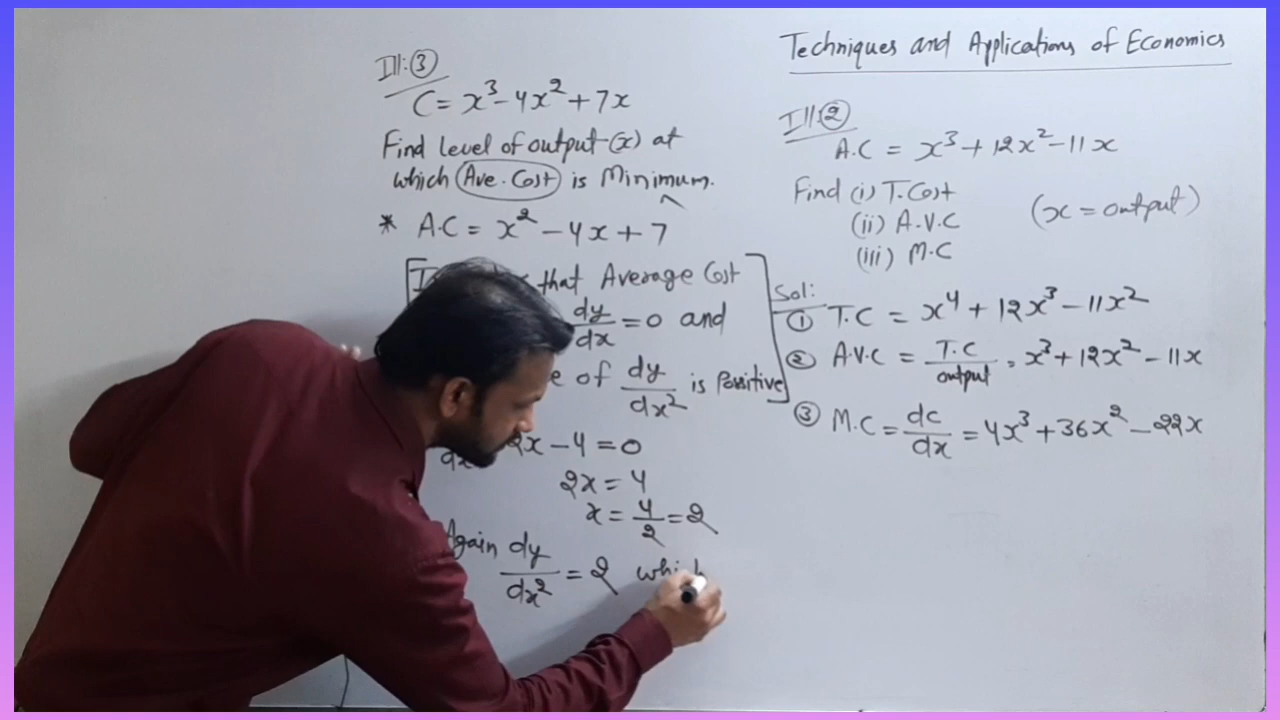 Techniques and Applications of Economics
Ill:②
A.C = x³ + 12x² - 11x
Find (i) T. Cost
(ii) A.V.C
(x = output)
(iii) M.C
Sol:
① T.C = x⁴ + 12x³ - 11x²
② A.V.C = T.C/output = x³ + 12x² - 11x
③ M.C = dc/dx = 4x³ + 36x² - 22x
Ill:③
C = x³ - 4x² + 7x
Find level of output (x) at
which Ave. Cost is Minimum.
* A.C = x² - 4x + 7
that Average Cost
dy/dx = 0 and
of dy/dx² is Positive
2x - 4 = 0
2x = 4
x = 4/2 = 2
Again dy/dx² = 2 which